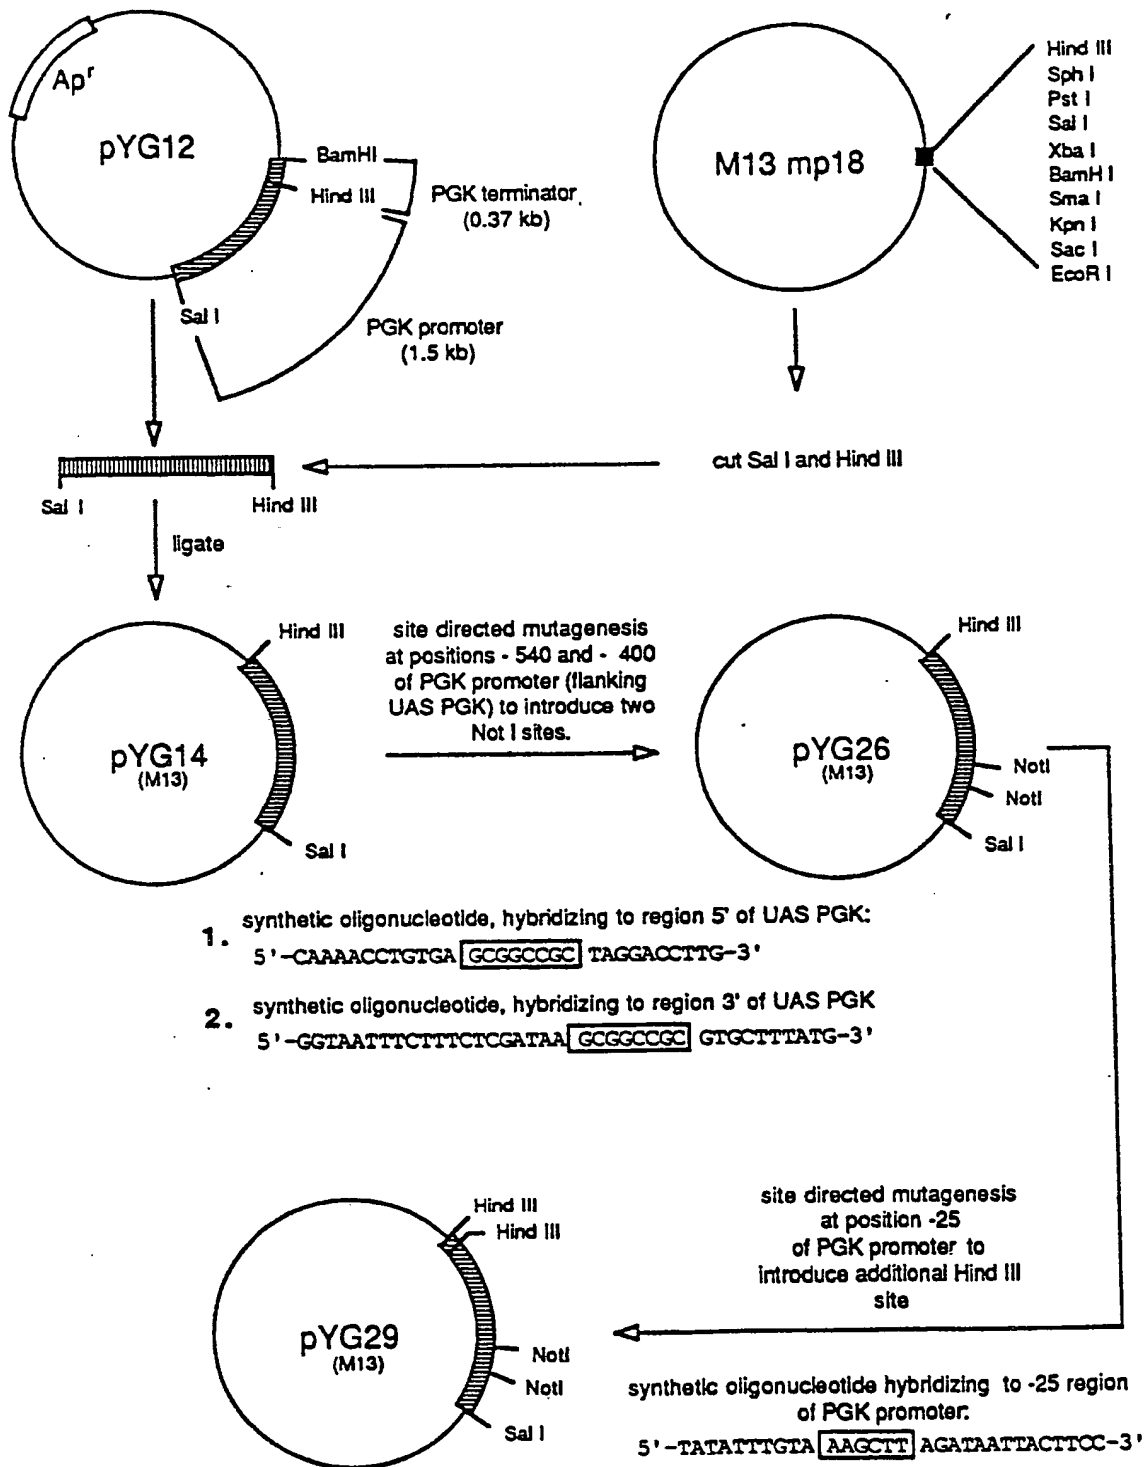 Apr
pYG12
BamHI
Hind III
PGK terminator
(0.37 kb)
Sal I
PGK promoter
(1.5 kb)
M13 mp18
Hind III
Sph I
Pst I
Sal I
Xba I
BamH I
Sma I
Kpn I
Sac I
EcoR I
cut Sal I and Hind III
Sal I
Hind III
ligate
Hind III
pYG14
(M13)
Sal I
site directed mutagenesis
at positions - 540 and - 400
of PGK promoter (flanking
UAS PGK) to introduce two
Not I sites.
Hind III
pYG26
(M13)
NotI
NotI
Sal I
1. synthetic oligonucleotide, hybridizing to region 5' of UAS PGK:
5'-CAAAACCTGTGA GCGGCCGC TAGGACCTTG-3'
2. synthetic oligonucleotide, hybridizing to region 3' of UAS PGK
5'-GGTAATTTCTTTCTCGATAA GCGGCCGC GTGCTTTATG-3'
site directed mutagenesis
at position -25
of PGK promoter to
introduce additional Hind III
site
Hind III
Hind III
pYG29
(M13)
NotI
NotI
Sal I
synthetic oligonucleotide hybridizing to -25 region
of PGK promoter:
5'-TATATTTGTA AAGCTT AGATAATTACTTCC-3'